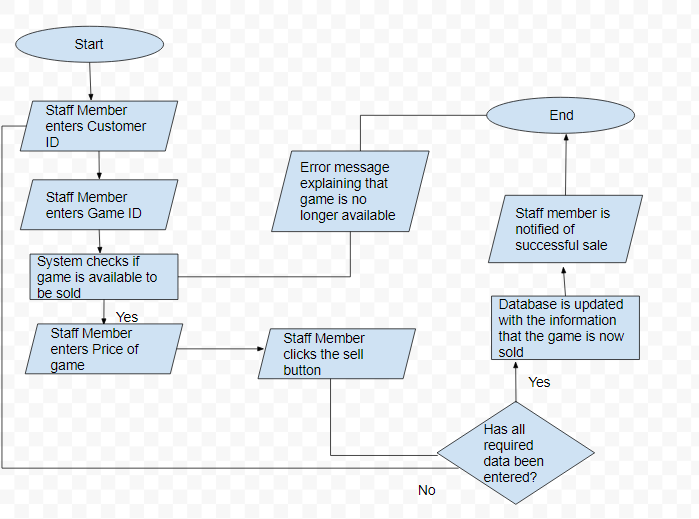 Start
Staff Member
enters Customer
ID
Staff Member
enters Game ID
System checks if
game is available to
be sold
Yes
Staff Member
enters Price of
game
Staff Member
clicks the sell
button
Error message
explaining that
game is no
longer available
End
Staff member is
notified of
successful sale
Database is updated
with the information
that the game is now
sold
Yes
Has all
required
data been
entered?
No